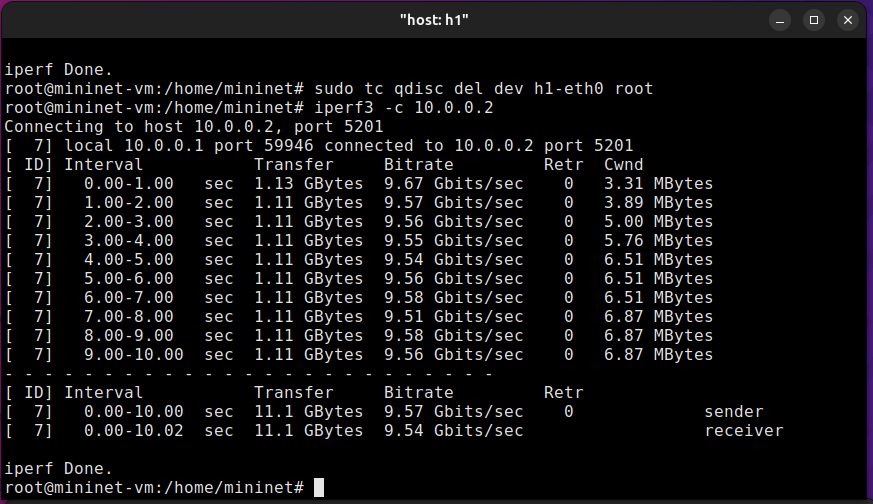 "host: h1"
iperf Done.
root@mininet-vm:/home/mininet# sudo tc qdisc del dev h1-eth0 root
root@mininet-vm:/home/mininet# iperf3 -c 10.0.0.2
Connecting to host 10.0.0.2, port 5201
[  7] local 10.0.0.1 port 59946 connected to 10.0.0.2 port 5201
[ ID] Interval           Transfer     Bitrate         Retr  Cwnd
[  7]   0.00-1.00   sec  1.13 GBytes  9.67 Gbits/sec    0   3.31 MBytes
[  7]   1.00-2.00   sec  1.11 GBytes  9.57 Gbits/sec    0   3.89 MBytes
[  7]   2.00-3.00   sec  1.11 GBytes  9.56 Gbits/sec    0   5.00 MBytes
[  7]   3.00-4.00   sec  1.11 GBytes  9.55 Gbits/sec    0   5.76 MBytes
[  7]   4.00-5.00   sec  1.11 GBytes  9.54 Gbits/sec    0   6.51 MBytes
[  7]   5.00-6.00   sec  1.11 GBytes  9.56 Gbits/sec    0   6.51 MBytes
[  7]   6.00-7.00   sec  1.11 GBytes  9.58 Gbits/sec    0   6.51 MBytes
[  7]   7.00-8.00   sec  1.11 GBytes  9.51 Gbits/sec    0   6.87 MBytes
[  7]   8.00-9.00   sec  1.11 GBytes  9.58 Gbits/sec    0   6.87 MBytes
[  7]   9.00-10.00  sec  1.11 GBytes  9.56 Gbits/sec    0   6.87 MBytes
- - - - - - - - - - - - - - - - - - - - - - - - -
[ ID] Interval           Transfer     Bitrate         Retr
[  7]   0.00-10.00  sec  11.1 GBytes  9.57 Gbits/sec    0             sender
[  7]   0.00-10.02  sec  11.1 GBytes  9.54 Gbits/sec                  receiver
iperf Done.
root@mininet-vm:/home/mininet#